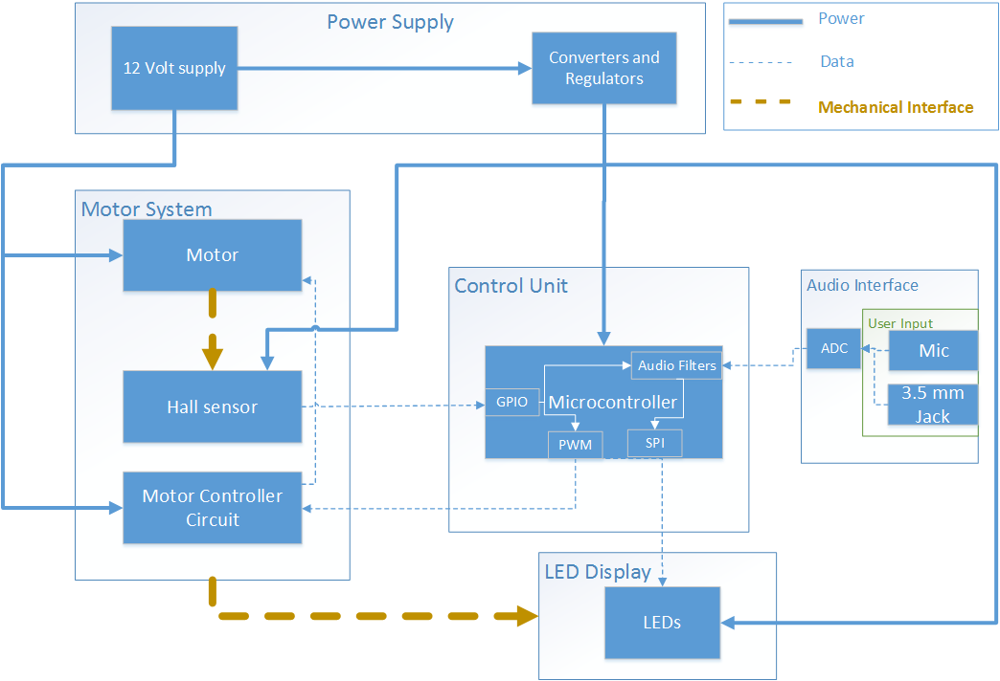 Power Supply
12 Volt supply
Converters and
Regulators
Power
Data
Mechanical Interface
Motor System
Motor
Hall sensor
Motor Controller
Circuit
Control Unit
Audio Filters
GPIO
Microcontroller
PWM
SPI
Audio Interface
User Input
ADC
Mic
3.5 mm
Jack
LED Display
LEDs